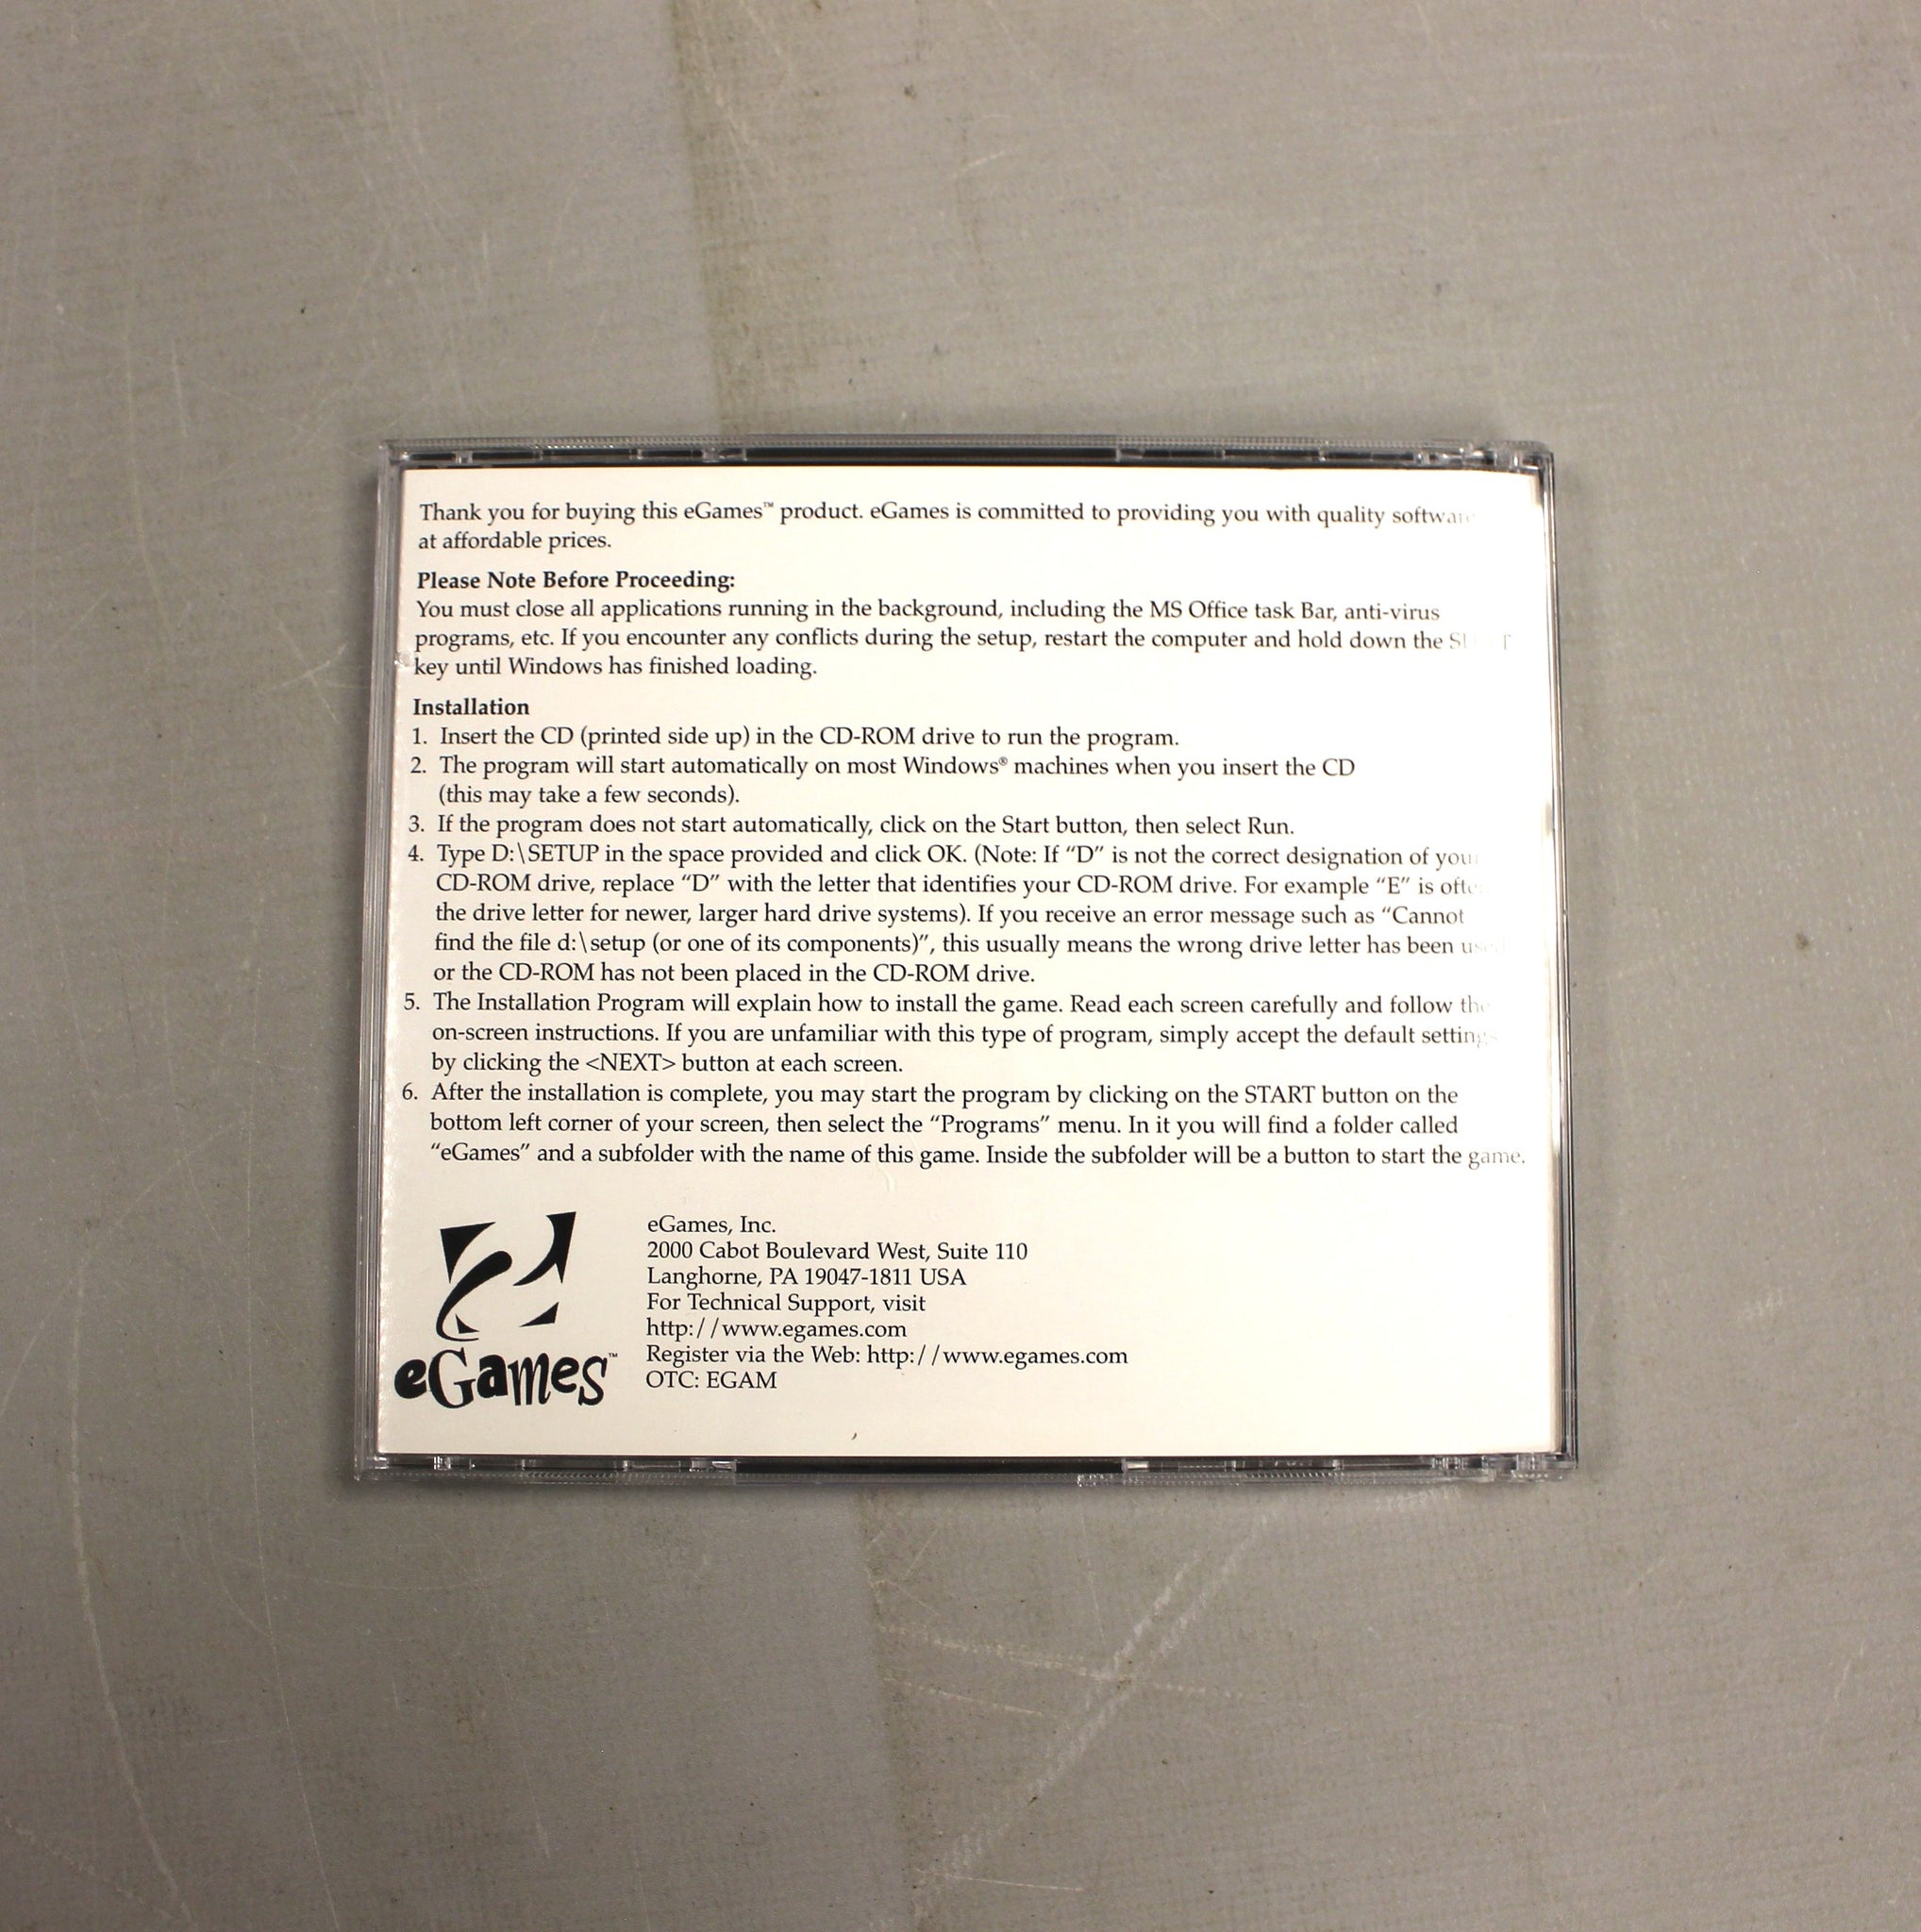 Thank you for buying this eGames™ product. eGames is committed to providing you with quality software
at affordable prices.
Please Note Before Proceeding:
You must close all applications running in the background, including the MS Office task Bar, anti-virus
programs, etc. If you encounter any conflicts during the setup, restart the computer and hold down the
key until Windows has finished loading.
Installation
1. Insert the CD (printed side up) in the CD-ROM drive to run the program.
2. The program will start automatically on most Windows® machines when you insert the CD
(this may take a few seconds).
3. If the program does not start automatically, click on the Start button, then select Run.
4. Type D:\SETUP in the space provided and click OK. (Note: If “D” is not the correct designation of your
CD-ROM drive, replace “D” with the letter that identifies your CD-ROM drive. For example “E” is often
the drive letter for newer, larger hard drive systems). If you receive an error message such as “Cannot
find the file d:\setup (or one of its components)”, this usually means the wrong drive letter has been used
or the CD-ROM has not been placed in the CD-ROM drive.
5. The Installation Program will explain how to install the game. Read each screen carefully and follow the
on-screen instructions. If you are unfamiliar with this type of program, simply accept the default settings
by clicking the <NEXT> button at each screen.
6. After the installation is complete, you may start the program by clicking on the START button on the
bottom left corner of your screen, then select the “Programs” menu. In it you will find a folder called
“eGames” and a subfolder with the name of this game. Inside the subfolder will be a button to start the game.
eGames, Inc.
2000 Cabot Boulevard West, Suite 110
Langhorne, PA 19047-1811 USA
For Technical Support, visit
http://www.egames.com
Register via the Web: http://www.egames.com
OTC: EGAM
eGames™